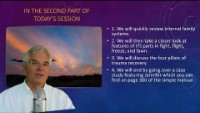 IN THE SECOND PART OF
TODAY'S SESSION
1. We will quickly review internal family
systems.
2. We will then take a closer look at
features of IFS parts in fight, flight,
freeze, and fawn.
3. We will discuss the four pillars of
trauma recovery
4. We will end by going over a case
study featuring Jennifer which you can
find on page 380 of the simple manual